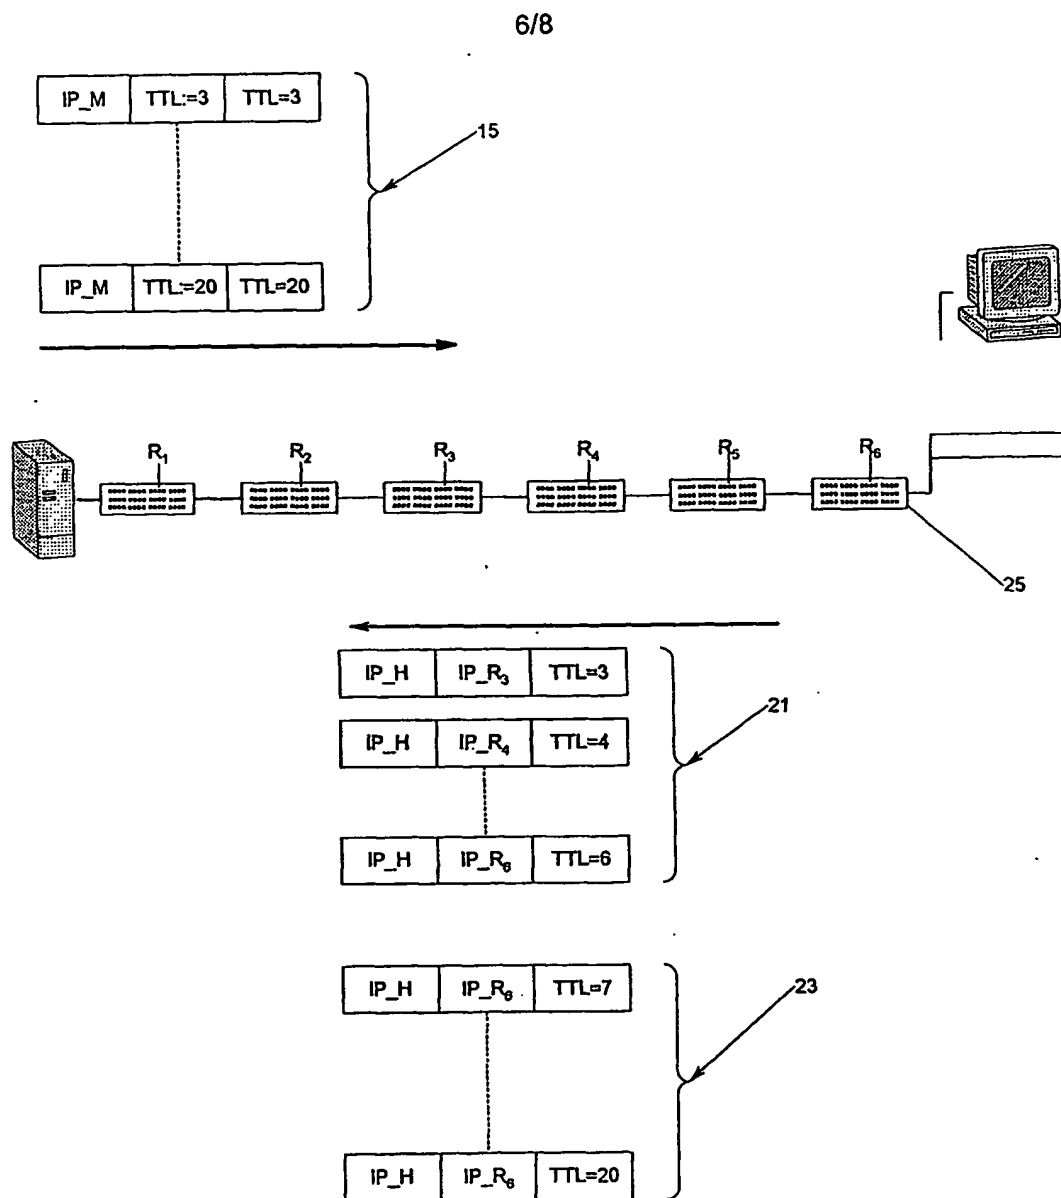 6/8
IP_M TTL:=3 TTL=3
15
IP_M TTL:=20 TTL=20
R₁ R₂ R₃ R₄ R₅ R₆
25
IP_H IP_R₃ TTL=3
IP_H IP_R₄ TTL=4
21
IP_H IP_R₆ TTL=6
IP_H IP_R₆ TTL=7
23
IP_H IP_R₆ TTL=20